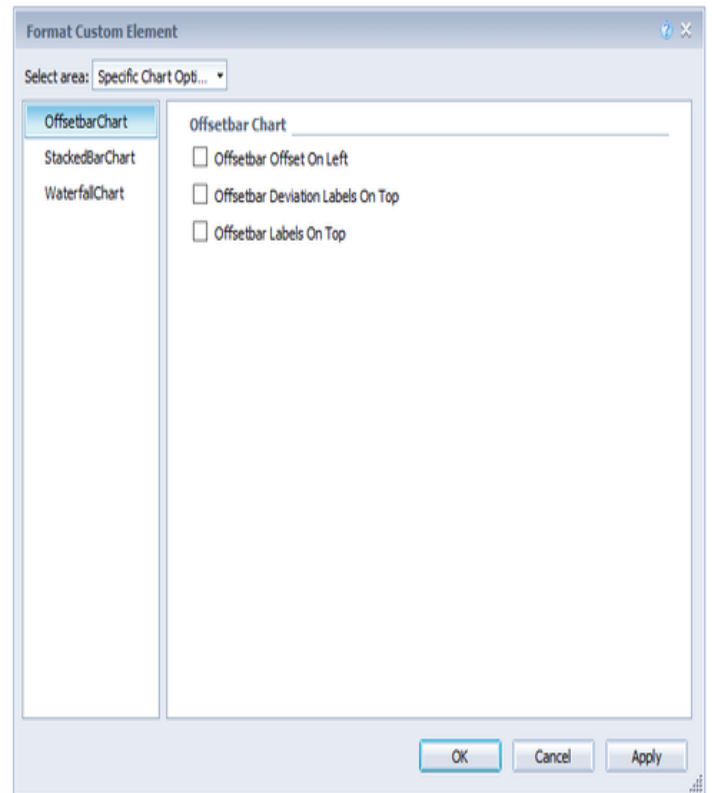 Format Custom Element
Select area: Specific Chart Opti...
OffsetbarChart
StackedBarChart
WaterfallChart
Offsetbar Chart
Offsetbar Offset On Left
Offsetbar Deviation Labels On Top
Offsetbar Labels On Top
OK Cancel Apply